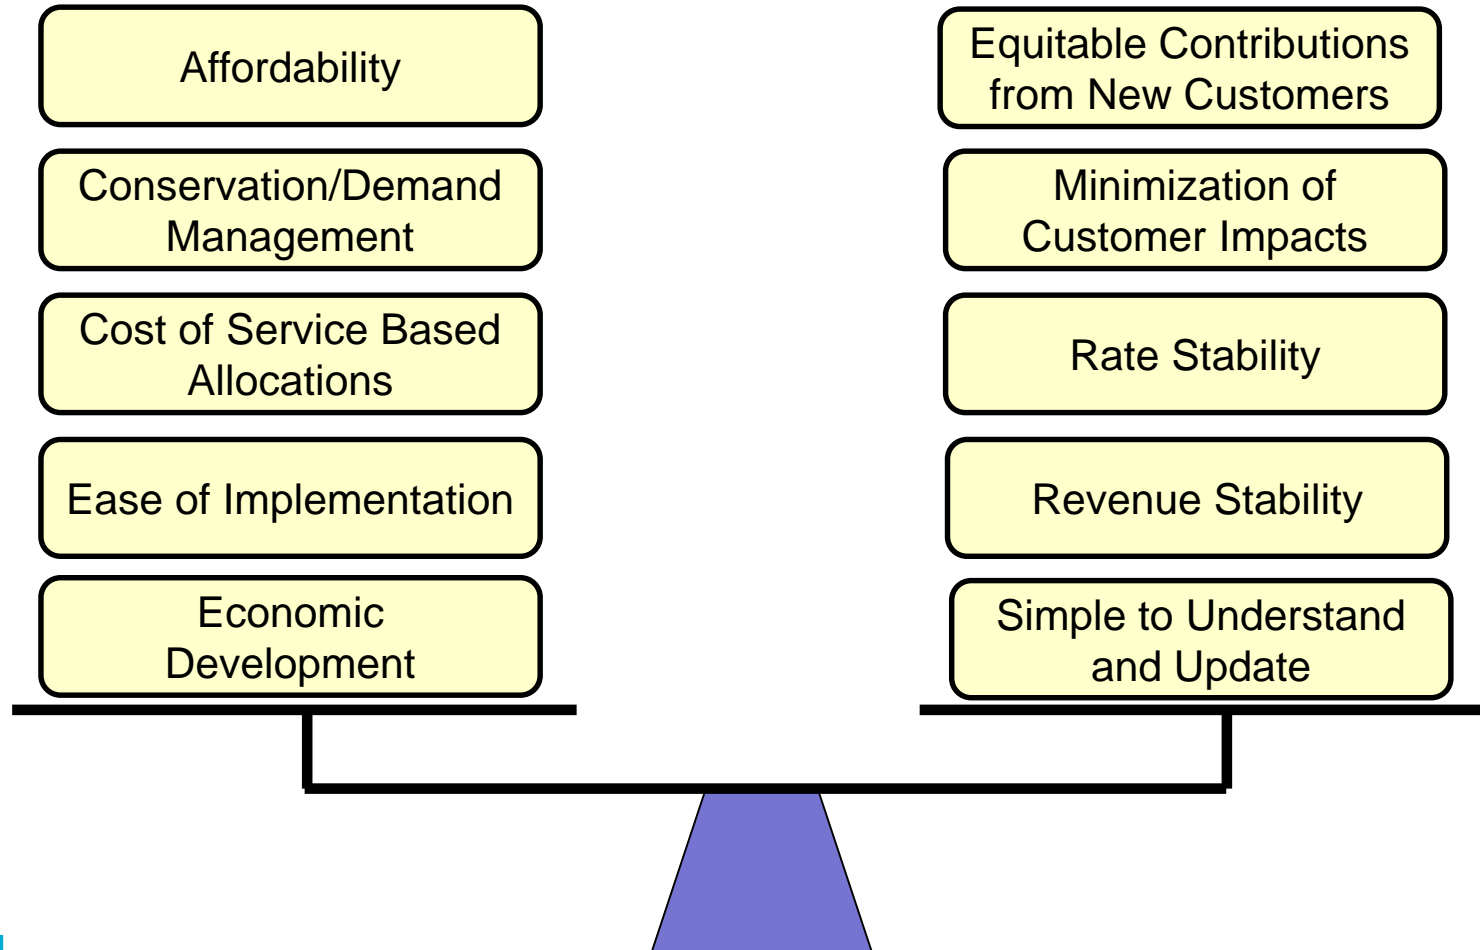 Affordability
Conservation/Demand
Management
Cost of Service Based
Allocations
Ease of Implementation
Economic
Development
Equitable Contributions
from New Customers
Minimization of
Customer Impacts
Rate Stability
Revenue Stability
Simple to Understand
and Update